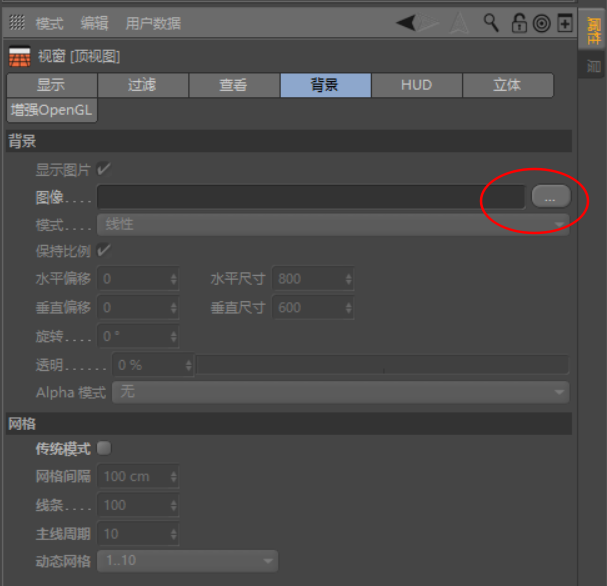 模式 编辑 用户数据
属性
层
视窗 [顶视图]
显示 过滤 查看 背景 HUD 立体
增强OpenGL
背景
显示图片
图像.... ...
模式.... 线性
保持比例
水平偏移 0 水平尺寸 800
垂直偏移 0 垂直尺寸 600
旋转.... 0 °
透明...... 0 %
Alpha 模式 无
网格
传统模式
网格间隔 100 cm
线条.... 100
主线周期 10
动态网格 1..10